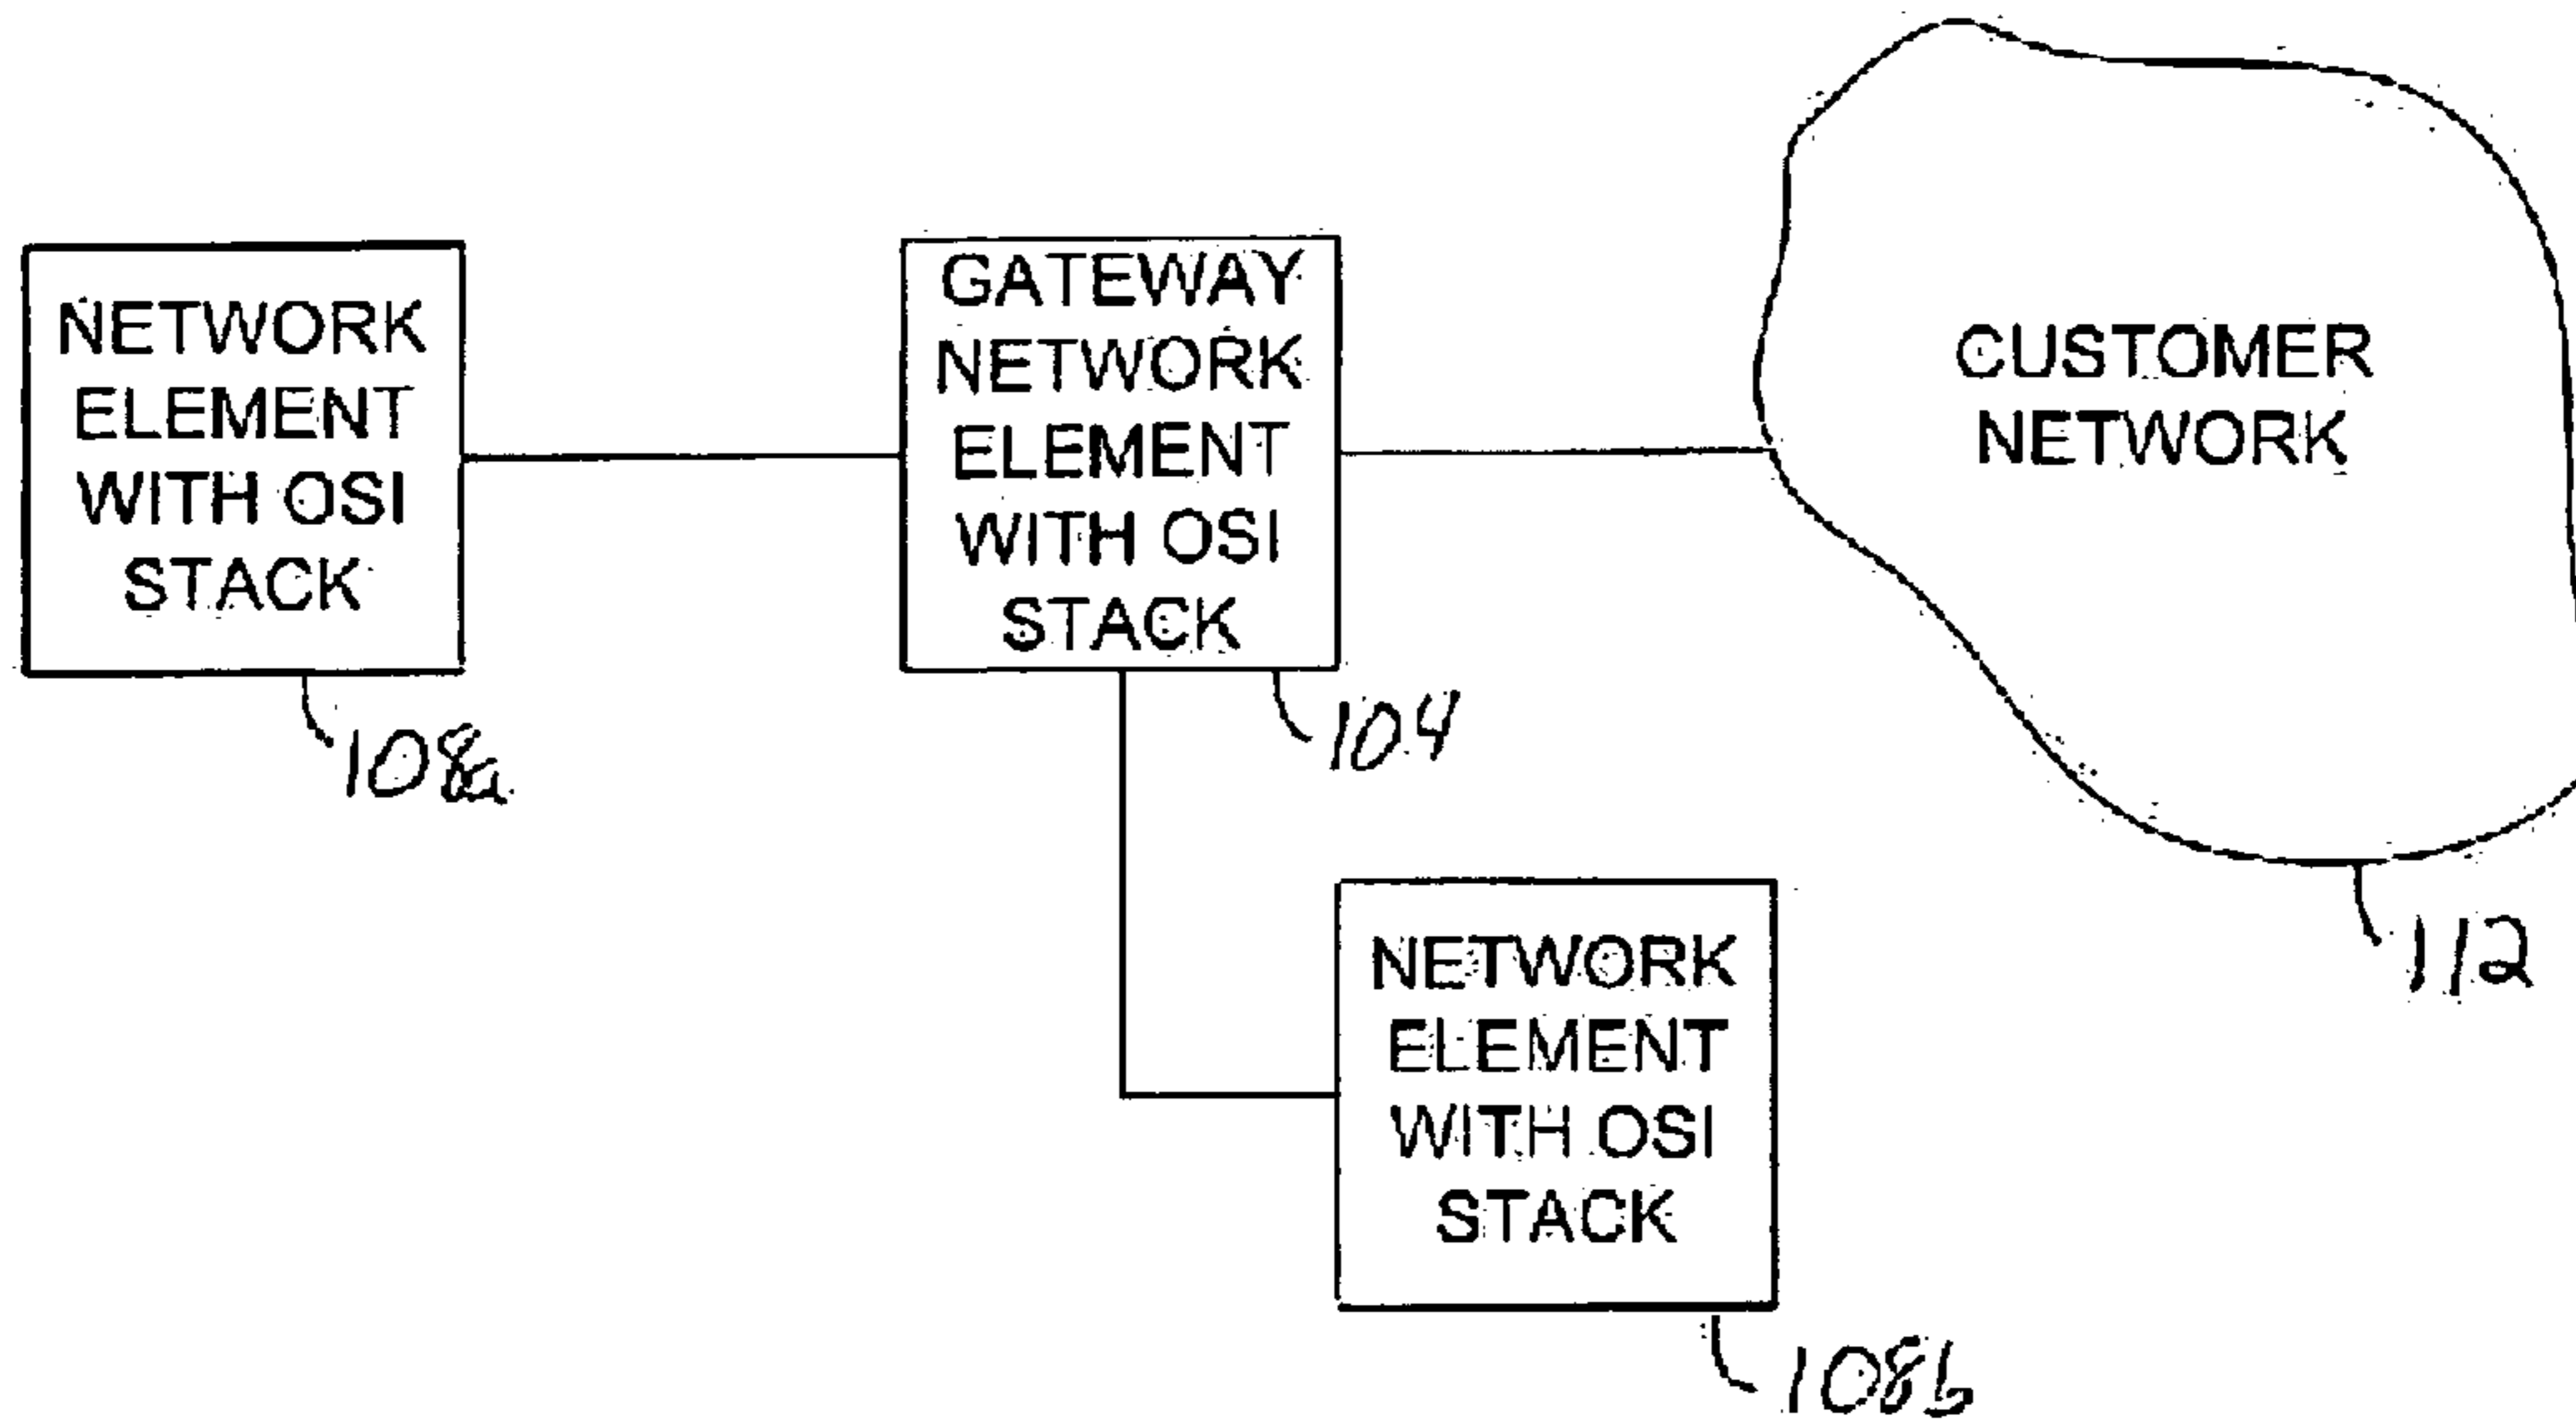 NETWORK
ELEMENT
WITH OSI
STACK
108a
GATEWAY
NETWORK
ELEMENT
WITH OSI
STACK
104
CUSTOMER
NETWORK
112
NETWORK
ELEMENT
WITH OSI
STACK
108b